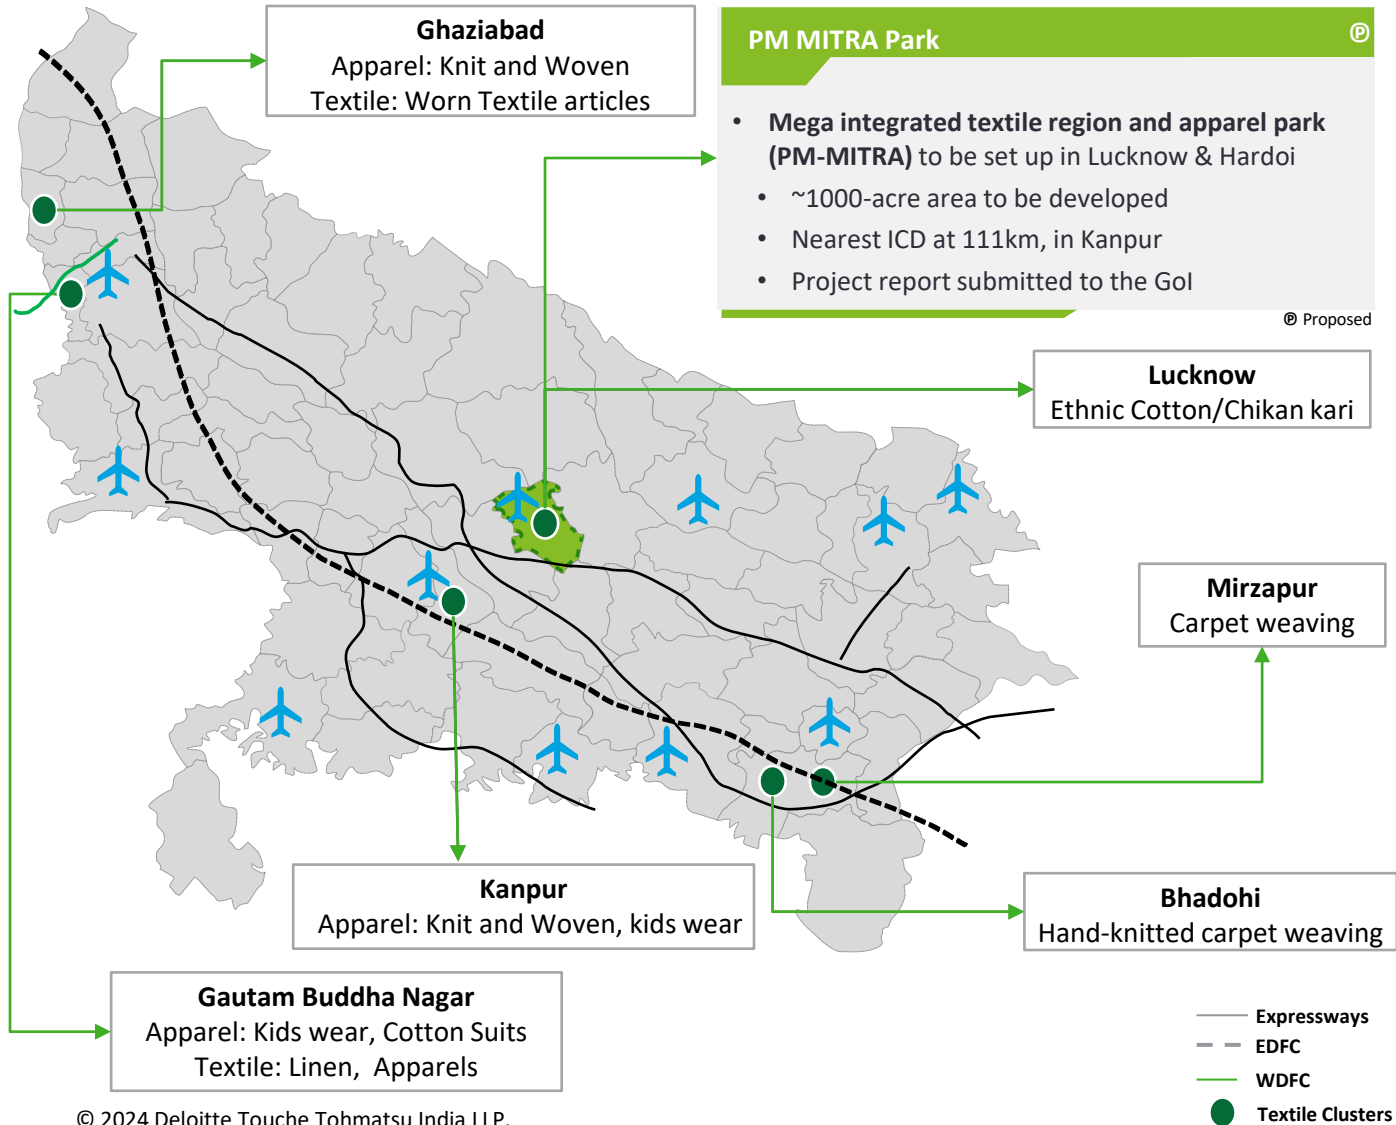 Ghaziabad
Apparel: Knit and Woven
Textile: Worn Textile articles
PM MITRA Park
Ⓟ
• Mega integrated textile region and apparel park
(PM-MITRA) to be set up in Lucknow & Hardoi
• ~1000-acre area to be developed
• Nearest ICD at 111km, in Kanpur
• Project report submitted to the GoI
Ⓟ Proposed
Lucknow
Ethnic Cotton/Chikan kari
Mirzapur
Carpet weaving
Kanpur
Apparel: Knit and Woven, kids wear
Bhadohi
Hand-knitted carpet weaving
Gautam Buddha Nagar
Apparel: Kids wear, Cotton Suits
Textile: Linen, Apparels
Expressways
EDFC
WDFC
Textile Clusters
© 2024 Deloitte Touche Tohmatsu India LLP.